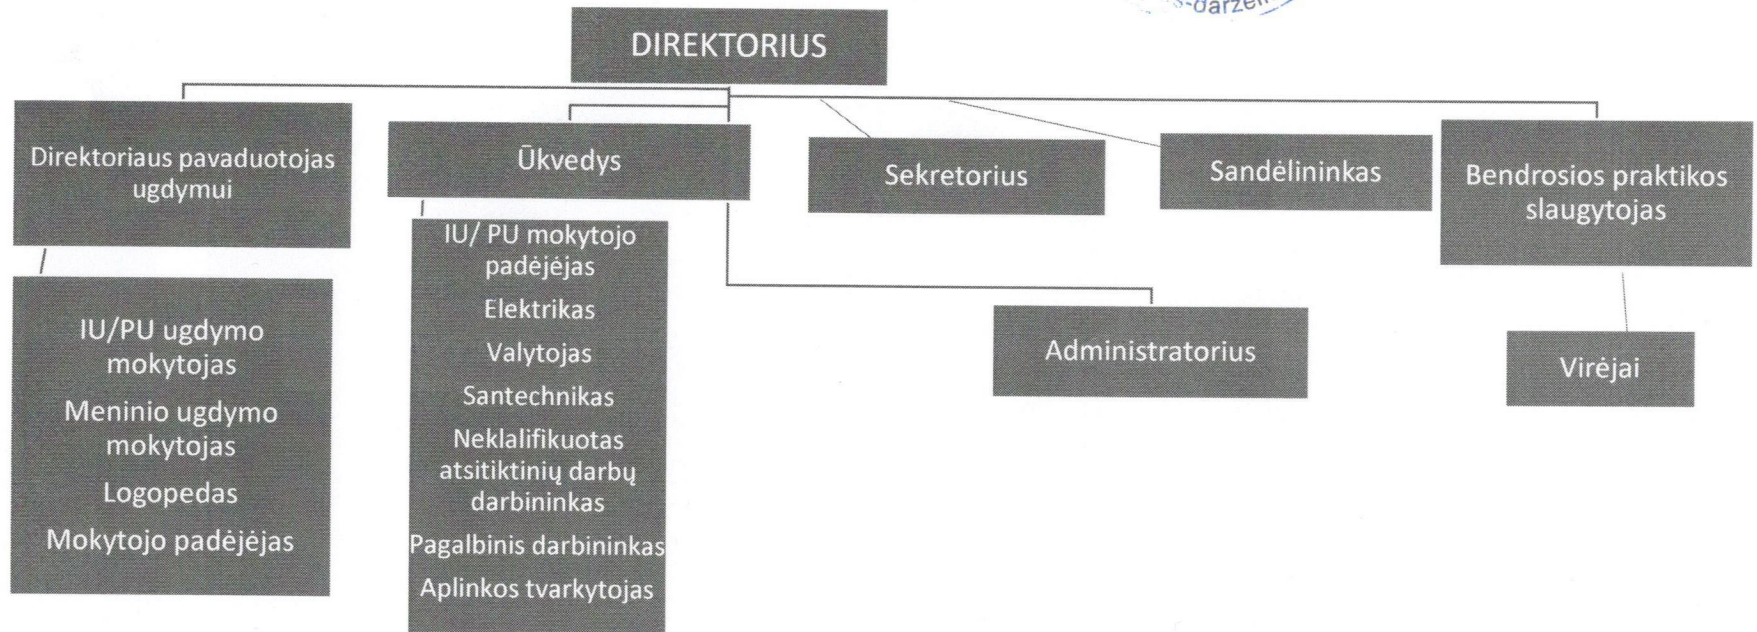 s-darželi
DIREKTORIUS
Direktoriaus pavaduotojas
ugdymui
Ūkvedys
Sekretorius
Sandėlininkas
Bendrosios praktikos
slaugytojas
IU/PU ugdymo
mokytojas
Meninio ugdymo
mokytojas
Logopedas
Mokytojo padėjėjas
IU/ PU mokytojo
padėjėjas
Elektrikas
Valytojas
Santechnikas
Neklalifikuotas
atsitiktinių darbų
darbininkas
Pagalbinis darbininkas
Aplinkos tvarkytojas
Administratorius
Virėjai